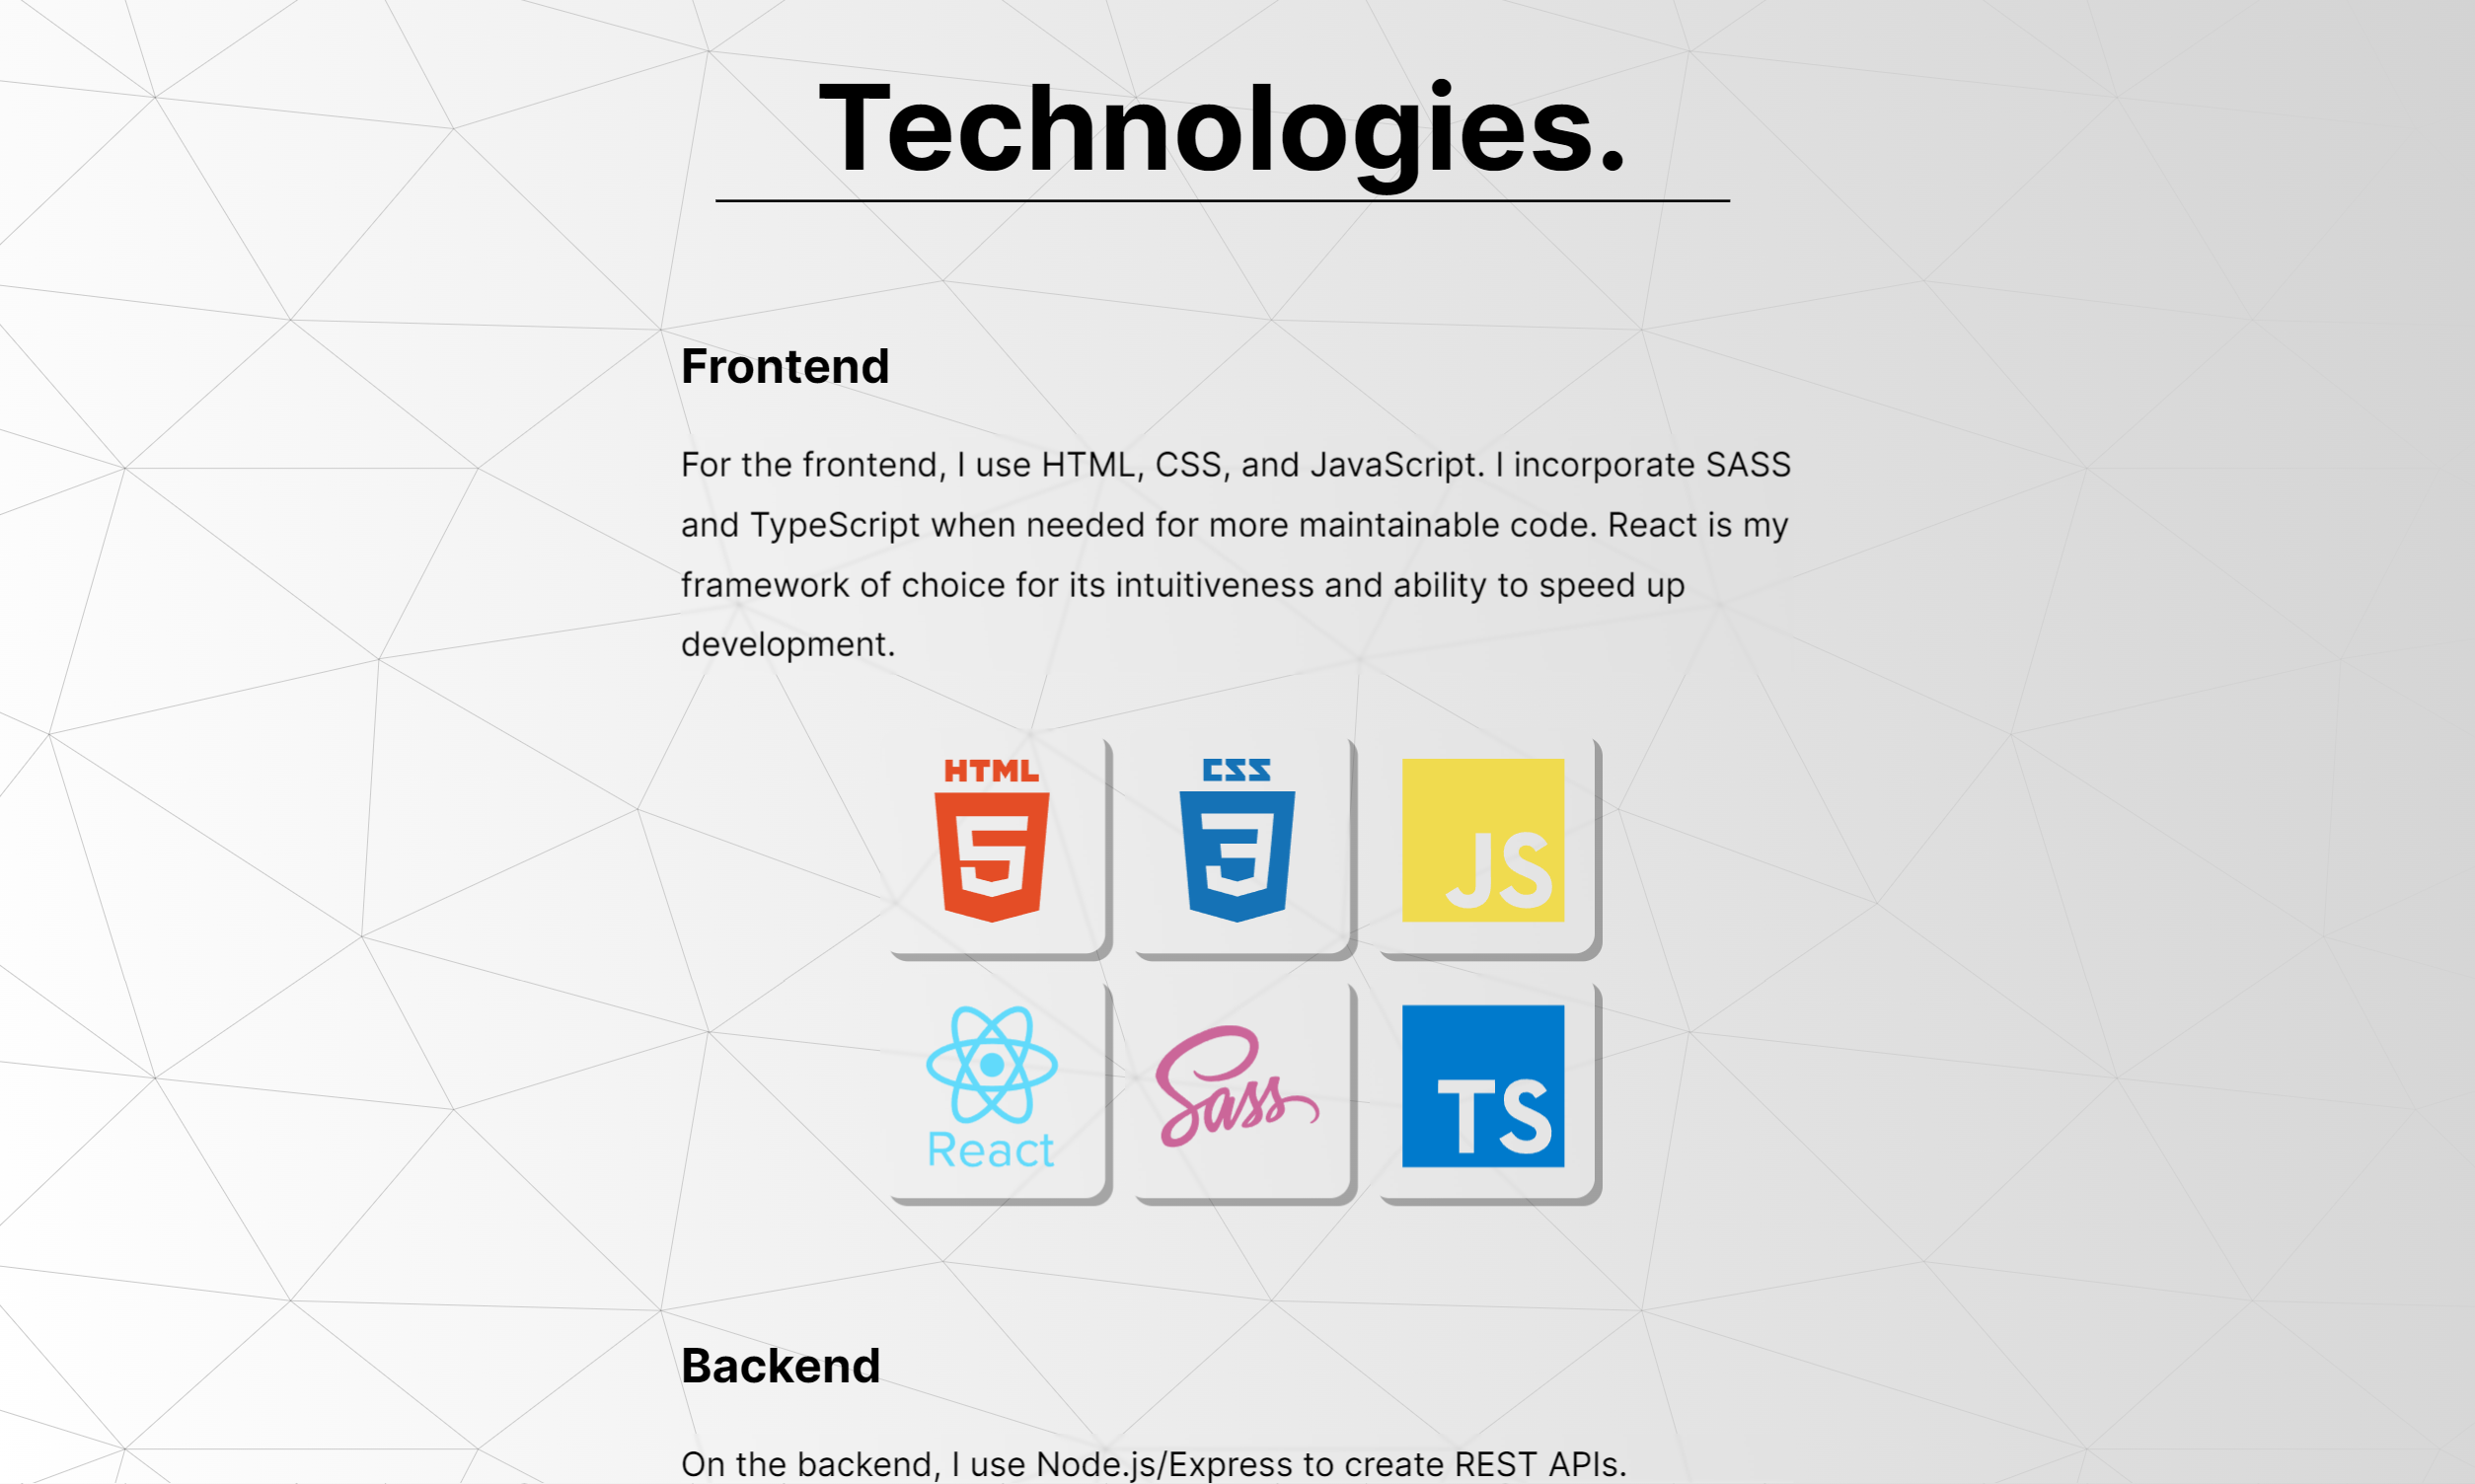 Technologies.
Frontend
For the frontend, I use HTML, CSS, and JavaScript. I incorporate SASS
and TypeScript when needed for more maintainable code. React is my
framework of choice for its intuitiveness and ability to speed up
development.
HTML
5
CSS
3
JS
React
Sass
TS
Backend
On the backend, I use Node.js/Express to create REST APIs.